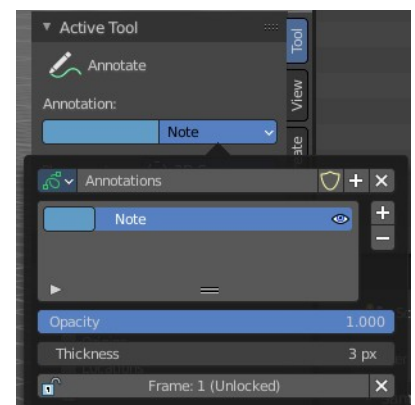 Active Tool
Tool
Annotate
View
Annotation:
Note
Annotations
Note
Opacity 1.000
Thickness 3 px
Frame: 1 (Unlocked)